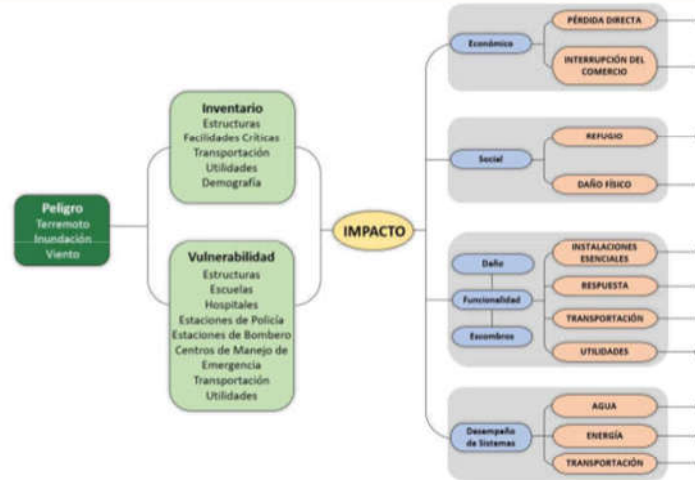 Peligro
Terremoto
Inundación
Viento
Inventario
Estructuras
Facilidades Críticas
Transportación
Utilidades
Demografía
Vulnerabilidad
Estructuras
Escuelas
Hospitales
Estaciones de Policía
Estaciones de Bombero
Centros de Manejo de
Emergencia
Transportación
Utilidades
IMPACTO
Económico
PÉRDIDA DIRECTA
INTERRUPCIÓN DEL
COMERCIO
Social
REFUGIO
DAÑO FÍSICO
Daño
Funcionalidad
Escombros
INSTALACIONES
ESENCIALES
RESPUESTA
TRANSPORTACIÓN
UTILIDADES
Desempeño
de Sistemas
AGUA
ENERGÍA
TRANSPORTACIÓN